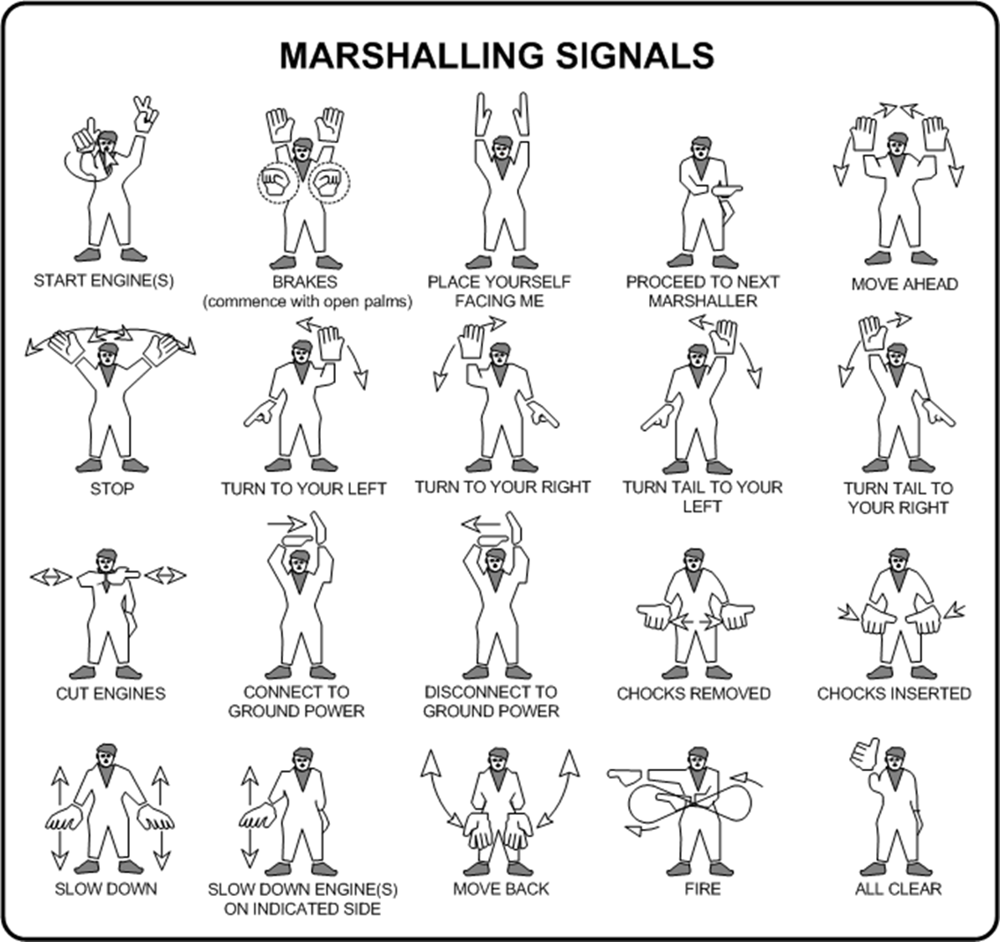 MARSHALLING SIGNALS
START ENGINE(S)
BRAKES
(commence with open palms)
PLACE YOURSELF
FACING ME
PROCEED TO NEXT
MARSHALLER
MOVE AHEAD
STOP
TURN TO YOUR LEFT
TURN TO YOUR RIGHT
TURN TAIL TO YOUR
LEFT
TURN TAIL TO
YOUR RIGHT
CUT ENGINES
CONNECT TO
GROUND POWER
DISCONNECT TO
GROUND POWER
CHOCKS REMOVED
CHOCKS INSERTED
SLOW DOWN
SLOW DOWN ENGINE(S)
ON INDICATED SIDE
MOVE BACK
FIRE
ALL CLEAR